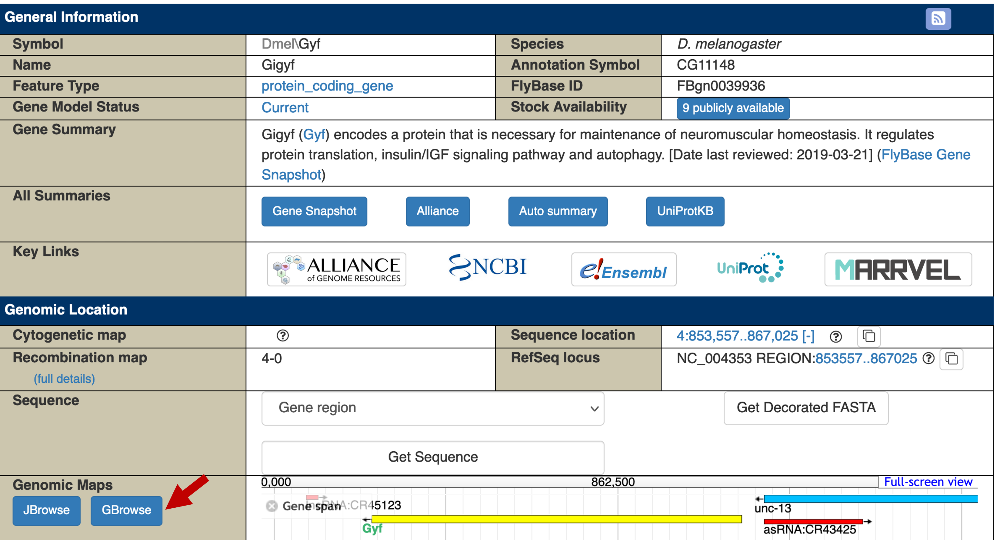 General Information
Symbol Dmel\Gyf Species D. melanogaster
Name Gigyf Annotation Symbol CG11148
Feature Type protein_coding_gene FlyBase ID FBgn0039936
Gene Model Status Current Stock Availability 9 publicly available
Gene Summary Gigyf (Gyf) encodes a protein that is necessary for maintenance of neuromuscular homeostasis. It regulates
protein translation, insulin/IGF signaling pathway and autophagy. [Date last reviewed: 2019-03-21] (FlyBase Gene
Snapshot)
All Summaries
Gene Snapshot Alliance Auto summary UniProtKB
Key Links
ALLIANCE
of GENOME RESOURCES
NCBI
e!Ensembl
UniProt
MARRVEL
Genomic Location
Cytogenetic map ? Sequence location 4:853,557..867,025 [-] ?
Recombination map 4-0 RefSeq locus NC_004353 REGION:853557..867025 ?
(full details)
Sequence
Gene region Get Decorated FASTA
Get Sequence
Genomic Maps 0,000 862,500 Full-screen view
JBrowse GBrowse
Gene span lncRNA:CR45123
unc-13
Gyf
asRNA:CR43425